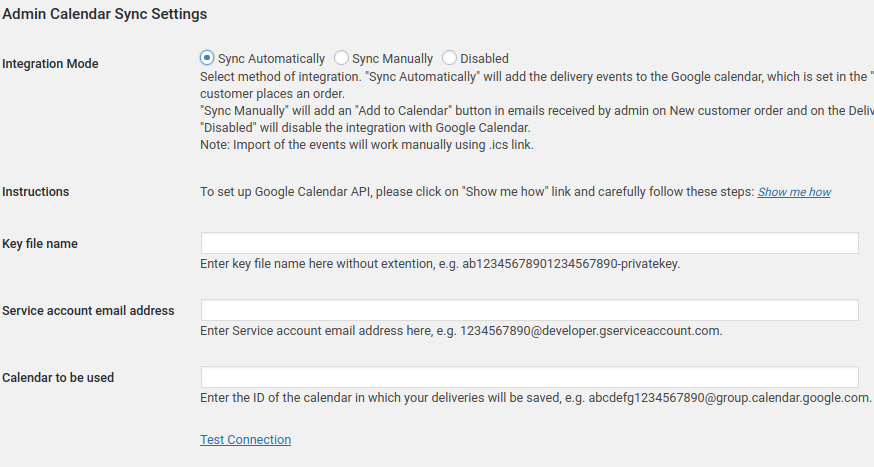 Admin Calendar Sync Settings
Integration Mode
Sync Automatically Sync Manually Disabled
Select method of integration. "Sync Automatically" will add the delivery events to the Google calendar, which is set in the "
customer places an order.
"Sync Manually" will add an "Add to Calendar" button in emails received by admin on New customer order and on the Deliv
"Disabled" will disable the integration with Google Calendar.
Note: Import of the events will work manually using .ics link.
Instructions
To set up Google Calendar API, please click on "Show me how" link and carefully follow these steps: Show me how
Key file name
Enter key file name here without extention, e.g. ab12345678901234567890-privatekey.
Service account email address
Enter Service account email address here, e.g. 1234567890@developer.gserviceaccount.com.
Calendar to be used
Enter the ID of the calendar in which your deliveries will be saved, e.g. abcdefg1234567890@group.calendar.google.com.
Test Connection